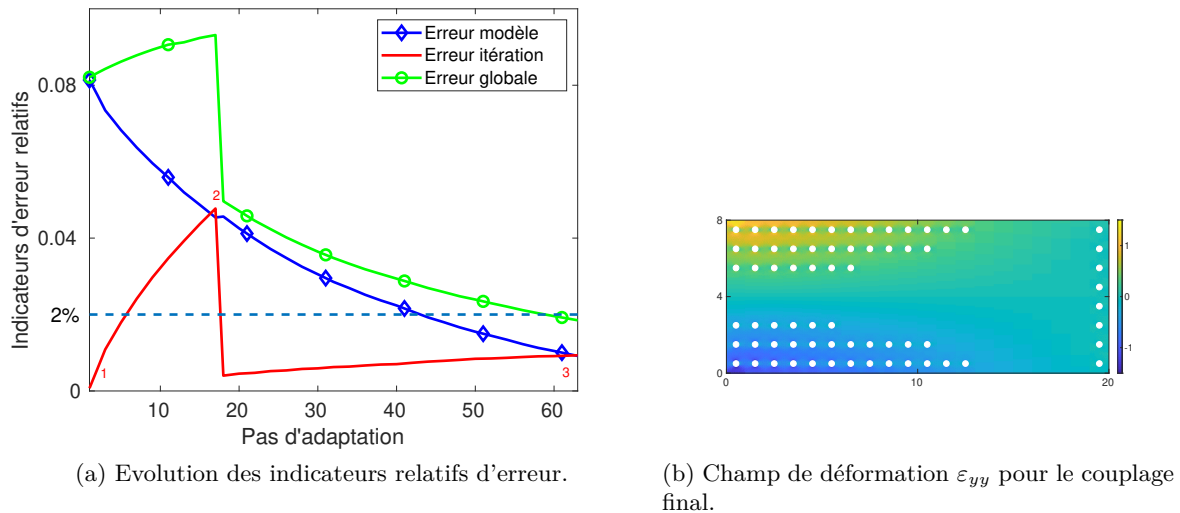 Indicateurs d'erreur relatifs
0.08
0.04
2%
0
Erreur modèle
Erreur itération
Erreur globale
1
2
3
10
20
30
40
50
60
Pas d'adaptation
(a) Evolution des indicateurs relatifs d'erreur.
8
4
0
0
10
20
1
0
-1
(b) Champ de déformation εyy pour le couplage
final.